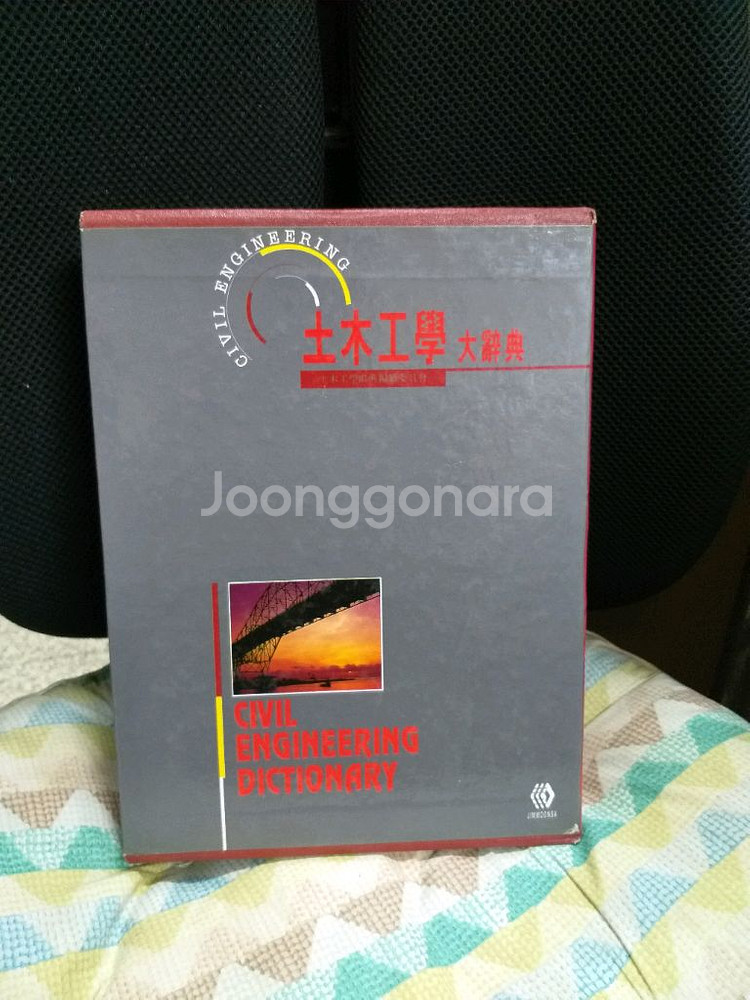 CIVIL ENGINEERING
土木工學 大辭典
Joonggonara
CIVIL
ENGINEERING
DICTIONARY